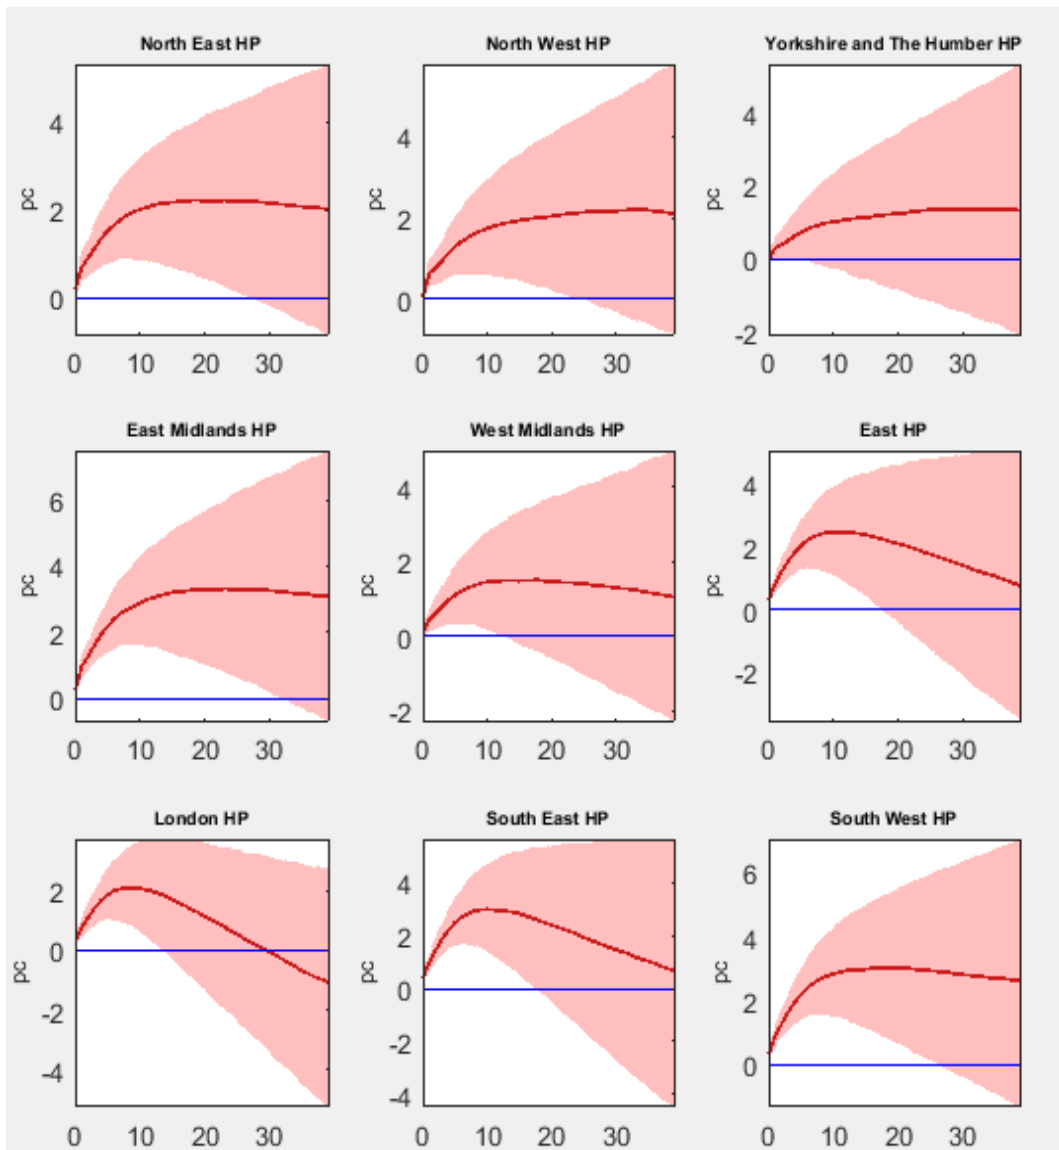 North East HP North West HP Yorkshire and The Humber HP
4 4 4
pc pc pc
2 2 2
0 0 0
-2
0 10 20 30 0 10 20 30 0 10 20 30
East Midlands HP West Midlands HP East HP
6 4 4
4 2 2
pc pc pc
2 0 0
0 -2 -2
0 10 20 30 0 10 20 30 0 10 20 30
London HP South East HP South West HP
2 4 6
0 2 4
pc pc pc
-2 0 2
-4 -2 0
-4
0 10 20 30 0 10 20 30 0 10 20 30